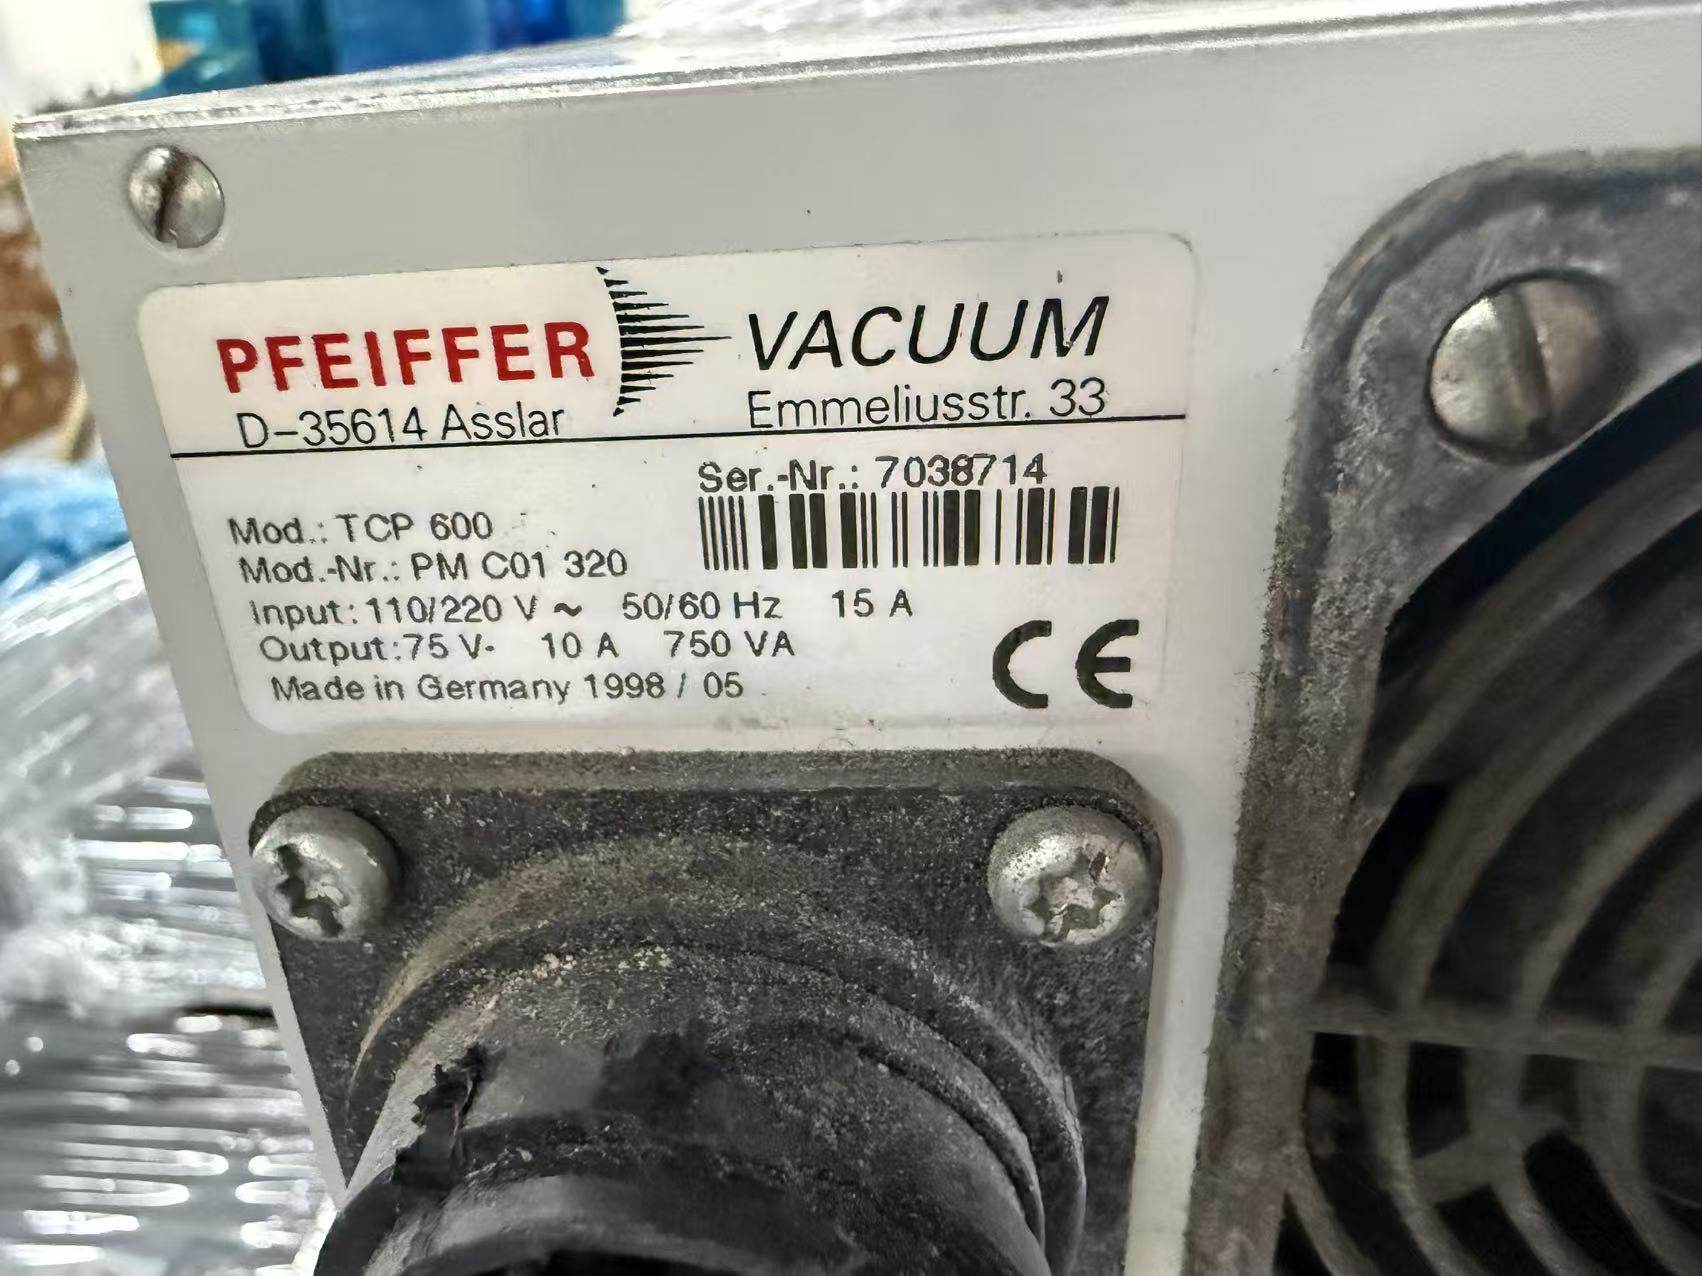 PFEIFFER VACUUM
D-35614 Asslar Emmeliusstr. 33
Ser.-Nr.: 7038714
Mod.: TCP 600
Mod.-Nr.: PM C01 320
Input: 110/220 V ~ 50/60 Hz 15 A
Output:75 V- 10 A 750 VA
Made in Germany 1998 / 05
CE